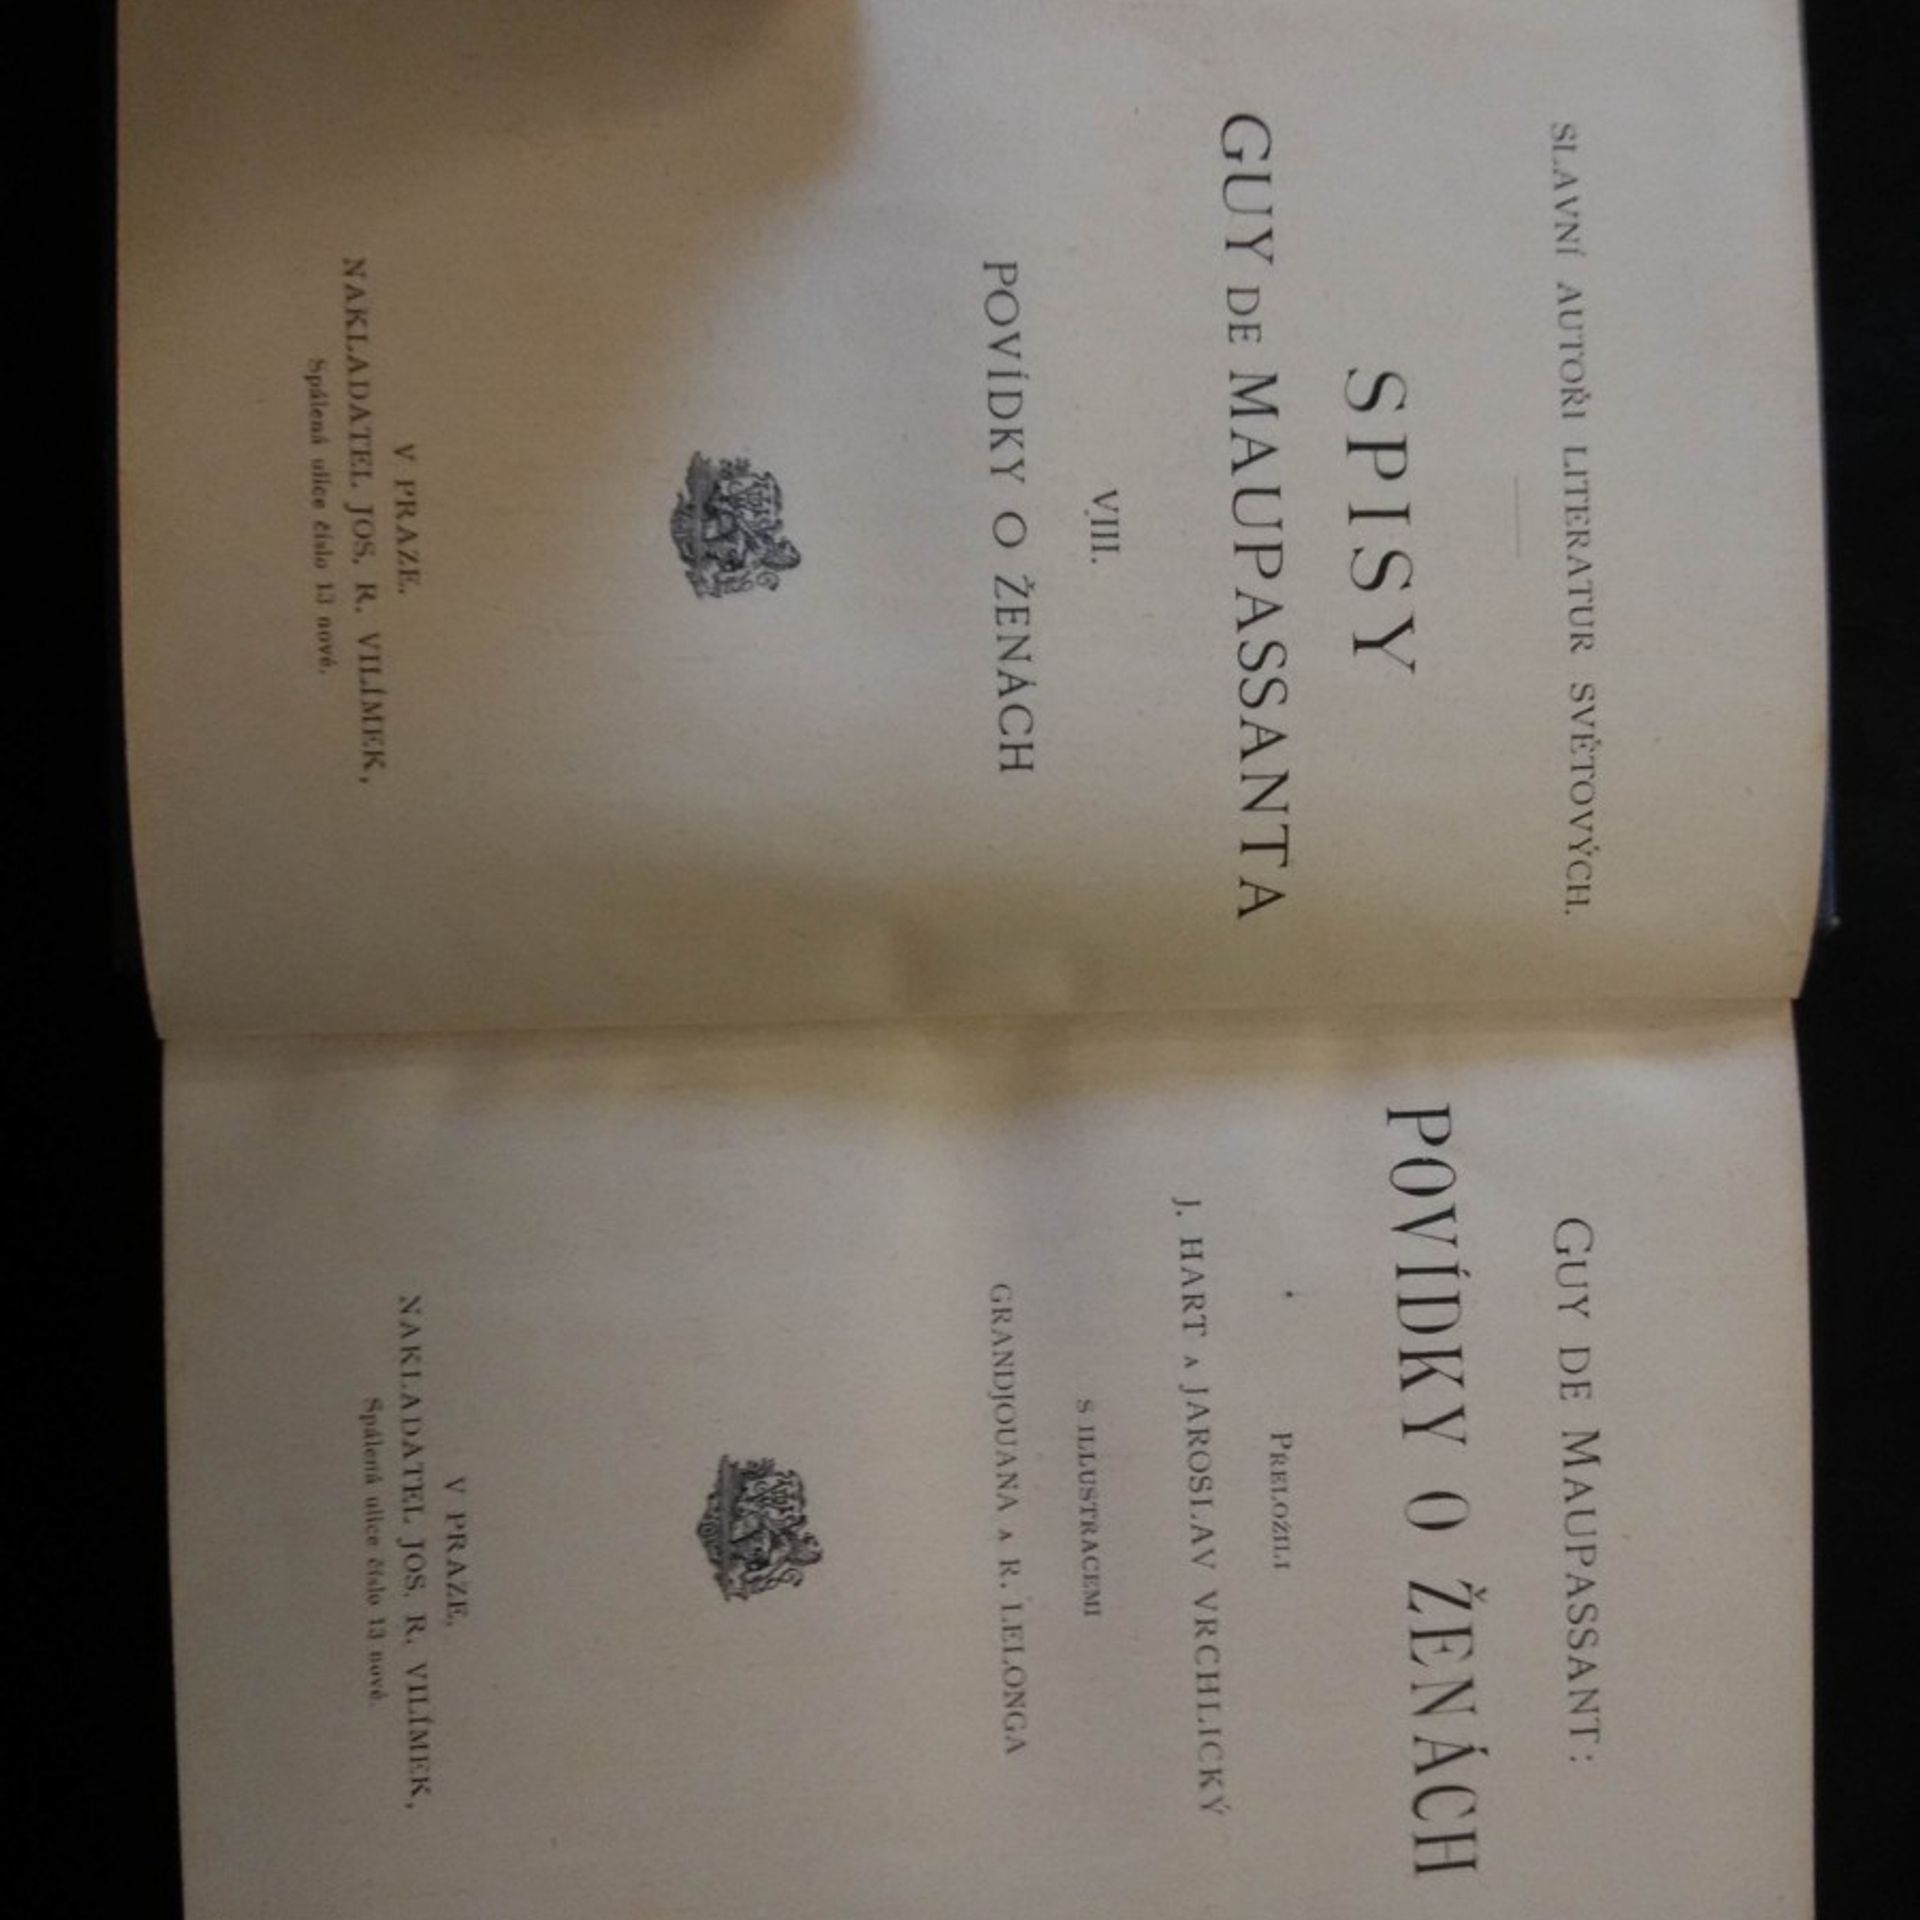 SLAVNÍ AUTOŘI LITERATUR SVĚTOVÝCH.
SPISY
GUY DE MAUPASSANTA
VIII.
POVÍDKY O ŽENÁCH
V PRAZE.
NAKLADATEL JOS. R. VILÍMEK,
Spálená ulice číslo 13 nové.
GUY DE MAUPASSANT:
POVÍDKY O ŽENÁCH
PŘELOŽILI
J. HART A JAROSLAV VRCHLICKÝ
S ILLUSTRACEMI
GRANDJOUANA A R. LELONGA
V PRAZE.
NAKLADATEL JOS. R. VILÍMEK,
Spálená ulice číslo 13 nové.